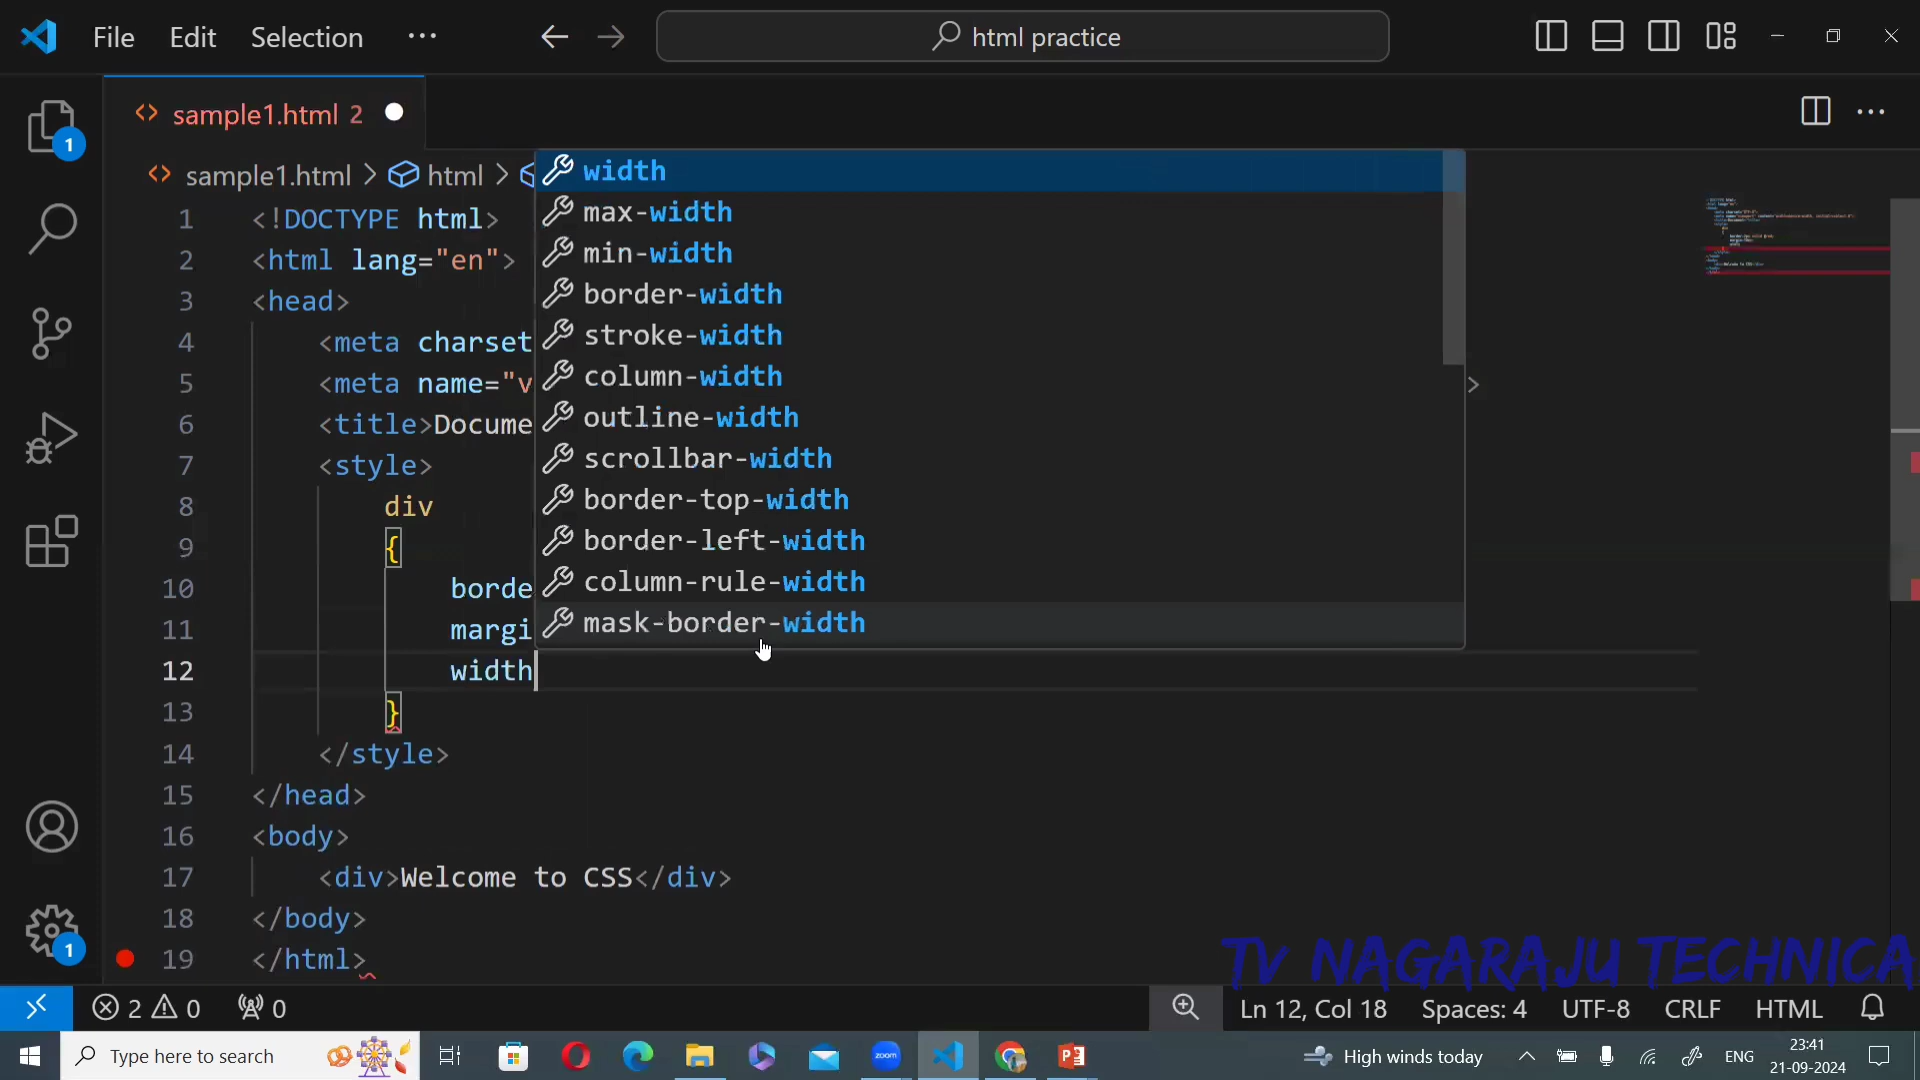 File Edit Selection ··· html practice
sample1.html 2
sample1.html > html >
1 <!DOCTYPE html>
2 <html lang="en">
3 <head>
4 <meta charset
5 <meta name="v >
6 <title>Docume
7 <style>
8 div
9 {
10 borde
11 margi
12 width
13 }
14 </style>
15 </head>
16 <body>
17 <div>Welcome to CSS</div>
18 </body>
19 </html>
width
max-width
min-width
border-width
stroke-width
column-width
outline-width
scrollbar-width
border-top-width
border-left-width
column-rule-width
mask-border-width
1
1
TV NAGARAJU TECHNICA
2 0 0 Ln 12, Col 18 Spaces: 4 UTF-8 CRLF HTML
Type here to search zoom High winds today ENG 23:41
21-09-2024